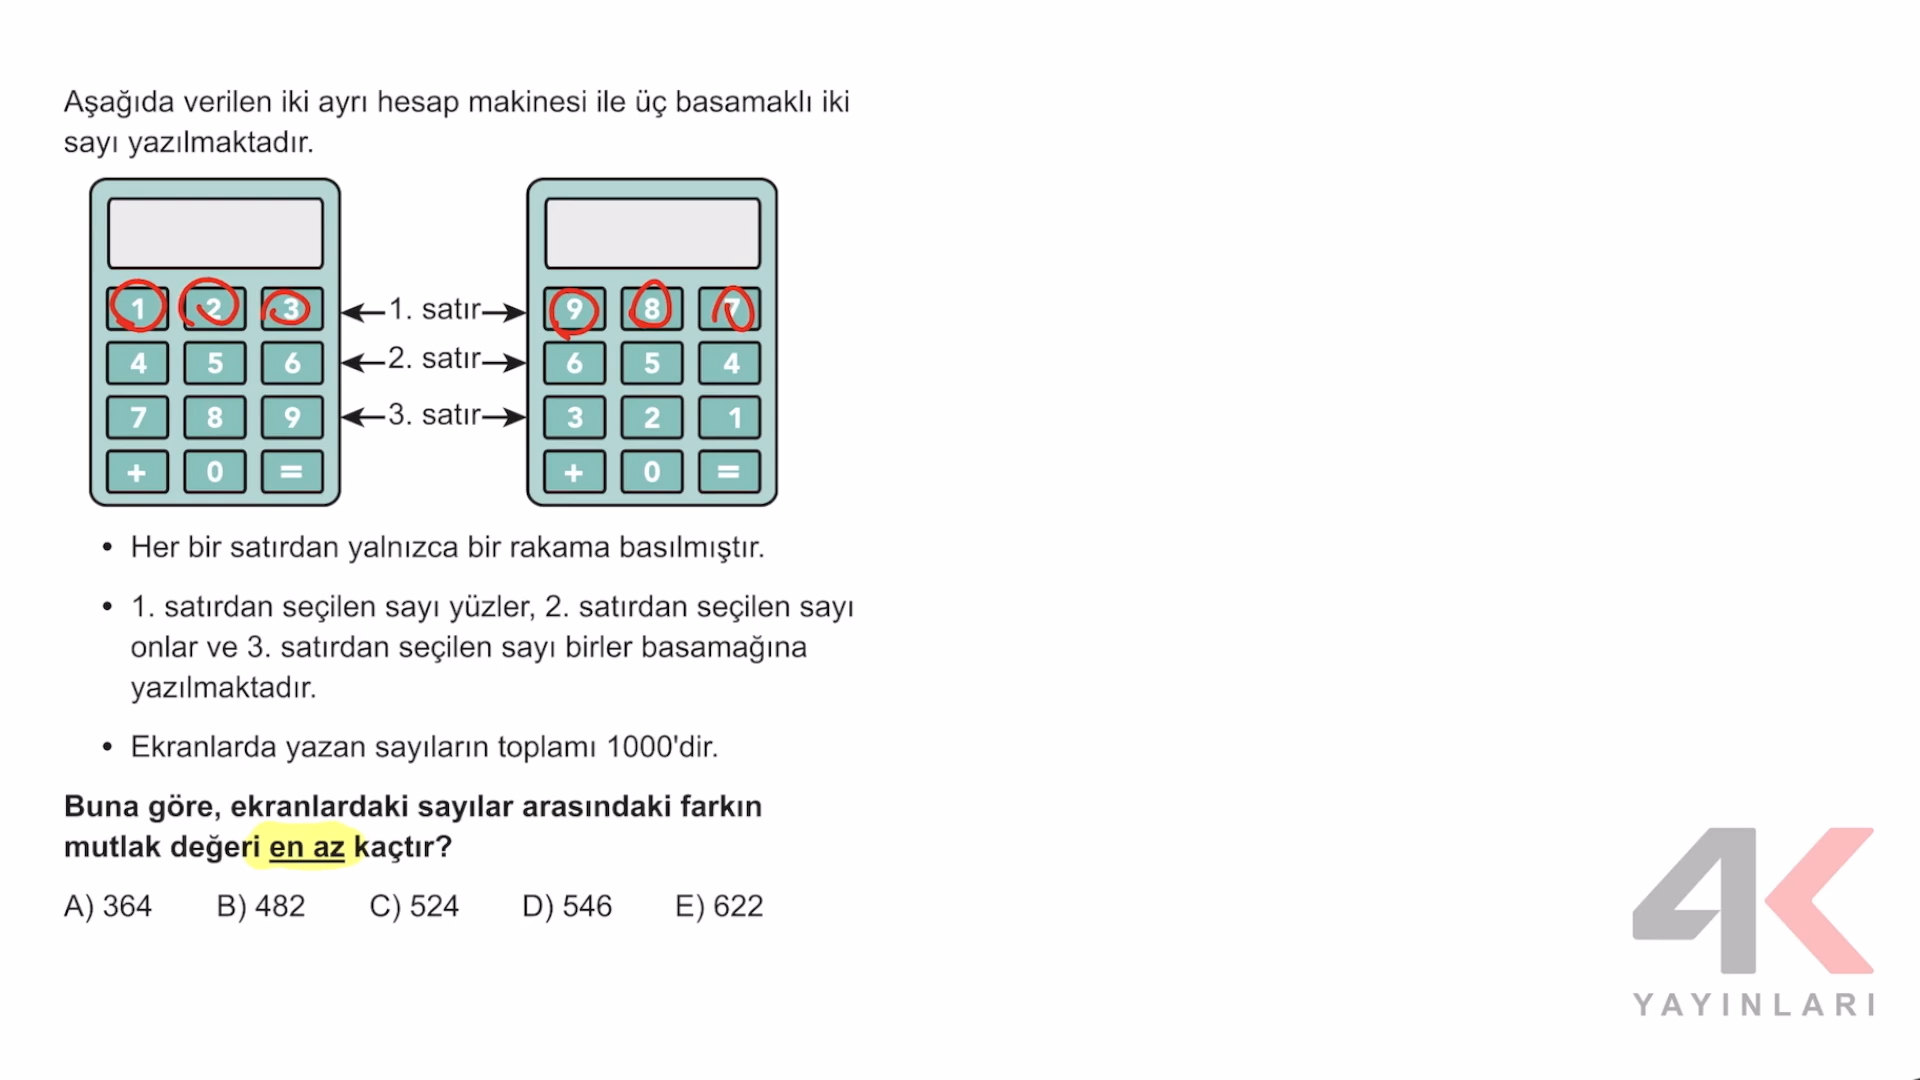 Aşağıda verilen iki ayrı hesap makinesi ile üç basamaklı iki
sayı yazılmaktadır.
1 2 3 ←1. satır→ 9 8 7
4 5 6 ←2. satır→ 6 5 4
7 8 9 ←3. satır→ 3 2 1
+ 0 = + 0 =
• Her bir satırdan yalnızca bir rakama basılmıştır.
• 1. satırdan seçilen sayı yüzler, 2. satırdan seçilen sayı
onlar ve 3. satırdan seçilen sayı birler basamağına
yazılmaktadır.
• Ekranlarda yazan sayıların toplamı 1000'dir.
Buna göre, ekranlardaki sayılar arasındaki farkın
mutlak değeri en az kaçtır?
A) 364 B) 482 C) 524 D) 546 E) 622
4K
YAYINLARI